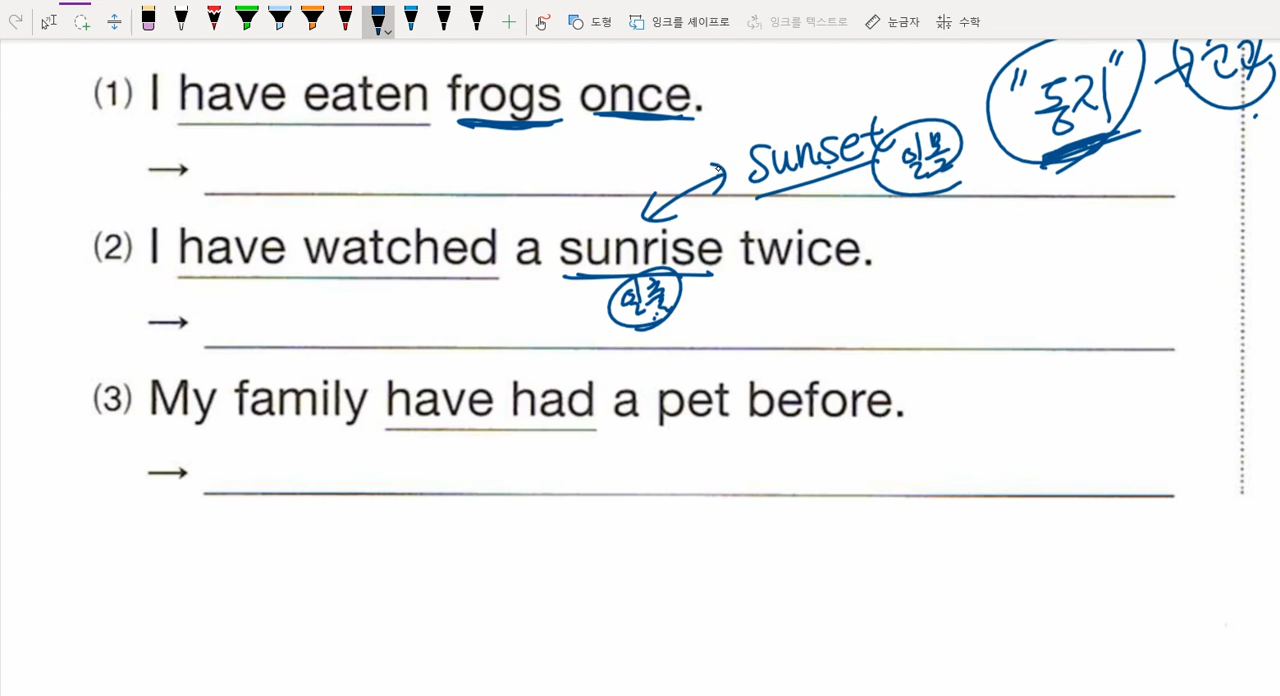 도형 잉크를 셰이프로 잉크를 텍스트로 눈금자 수학
(1) I have eaten frogs once.
→
sunset 일몰
(2) I have watched a sunrise twice.
일출
→
(3) My family have had a pet before.
→